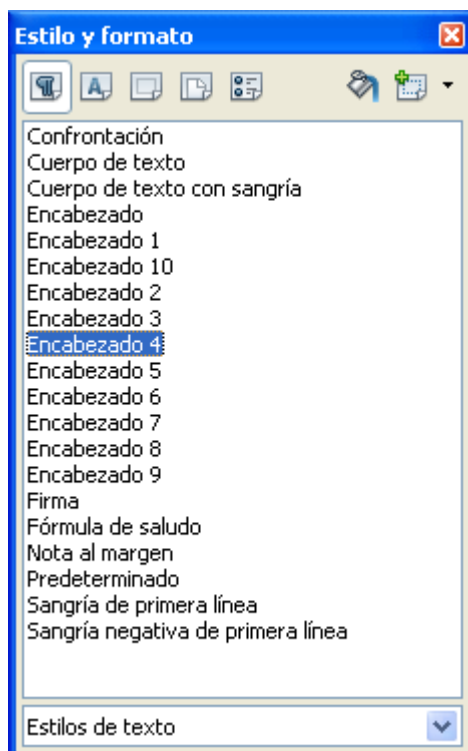 Estilo y formato
Confrontación
Cuerpo de texto
Cuerpo de texto con sangría
Encabezado
Encabezado 1
Encabezado 10
Encabezado 2
Encabezado 3
Encabezado 4
Encabezado 5
Encabezado 6
Encabezado 7
Encabezado 8
Encabezado 9
Firma
Fórmula de saludo
Nota al margen
Predeterminado
Sangría de primera línea
Sangría negativa de primera línea
Estilos de texto